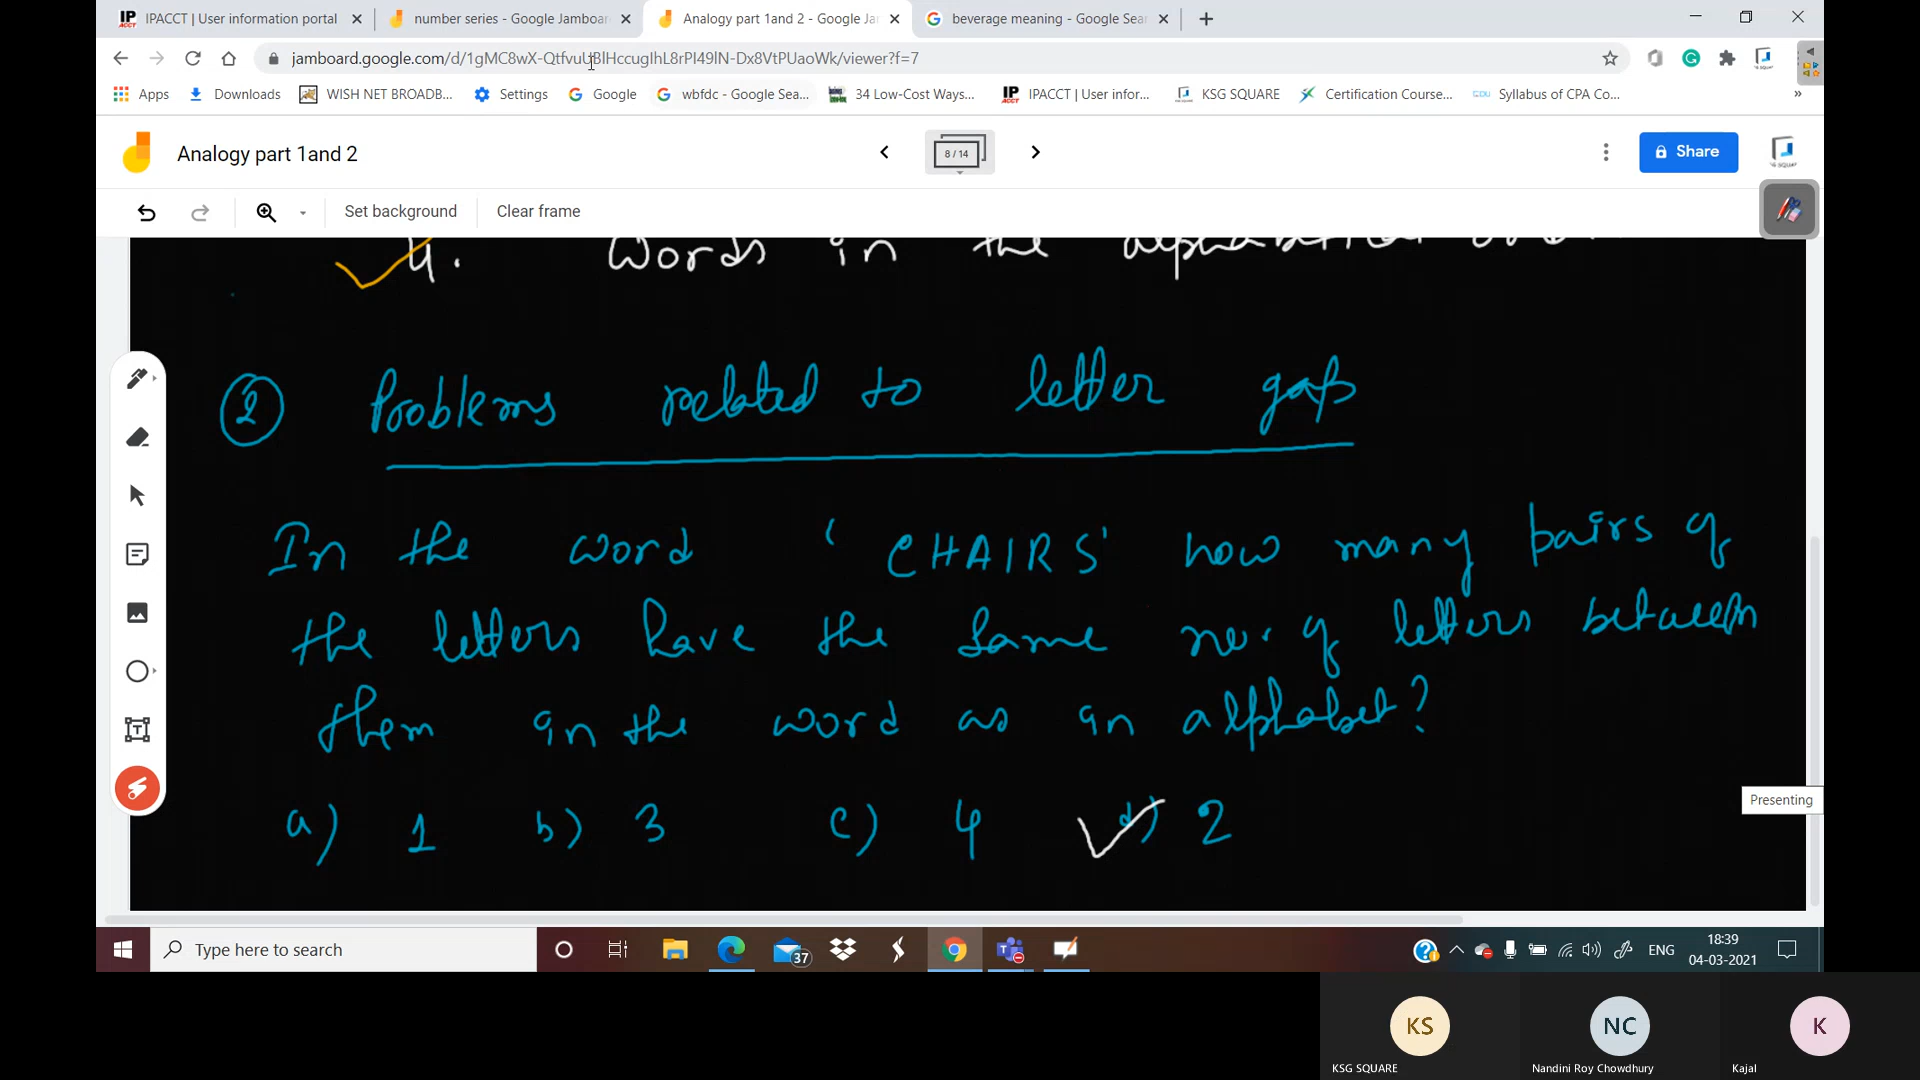 IPACCT | User information portal
number series - Google Jamboar
Analogy part 1and 2 - Google Ja
beverage meaning - Google Sea
jamboard.google.com/d/1gMC8wX-QtfvuUBlHccugIhL8rPI49lN-Dx8VtPUaoWk/viewer?f=7
Apps
Downloads
WISH NET BROADB...
Settings
Google
wbfdc - Google Sea...
34 Low-Cost Ways...
IPACCT | User infor...
KSG SQUARE
Certification Course...
Syllabus of CPA Co...
Analogy part 1and 2
8 / 14
Share
Set background
Clear frame
4. Words in the alphabetical
2 Problems related to letter gap
In the word 'CHAIRS' how many pairs of
the letters have the same no. of letters between
them in the word as in alphabet?
a) 1 b) 3 c) 4 d) 2
Presenting
Type here to search
37
ENG
18:39
04-03-2021
KS
NC
K
KSG SQUARE
Nandini Roy Chowdhury
Kajal